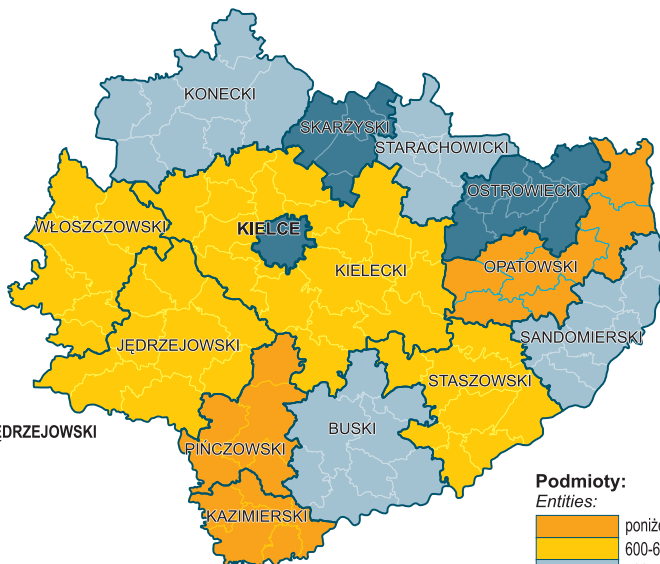 KONECKI
SKARŻYSKI
STARACHOWICKI
OSTROWIECKI
WŁOSZCZOWSKI
KIELCE
KIELECKI
OPATOWSKI
SANDOMIERSKI
JĘDRZEJOWSKI
STASZOWSKI
BUSKI
ĘDRZEJOWSKI
PIŃCZOWSKI
KAZIMIERSKI
Podmioty:
Entities:
poniże
600-6